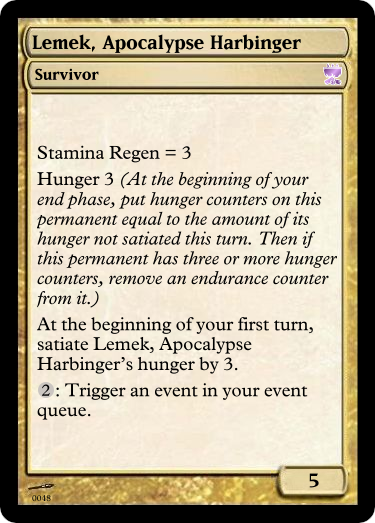 Lemek, Apocalypse Harbinger
Survivor
Stamina Regen = 3
Hunger 3 (At the beginning of your
end phase, put hunger counters on this
permanent equal to the amount of its
hunger not satiated this turn. Then if
this permanent has three or more hunger
counters, remove an endurance counter
from it.)
At the beginning of your first turn,
satiate Lemek, Apocalypse
Harbinger's hunger by 3.
2: Trigger an event in your event
queue.
5
0048